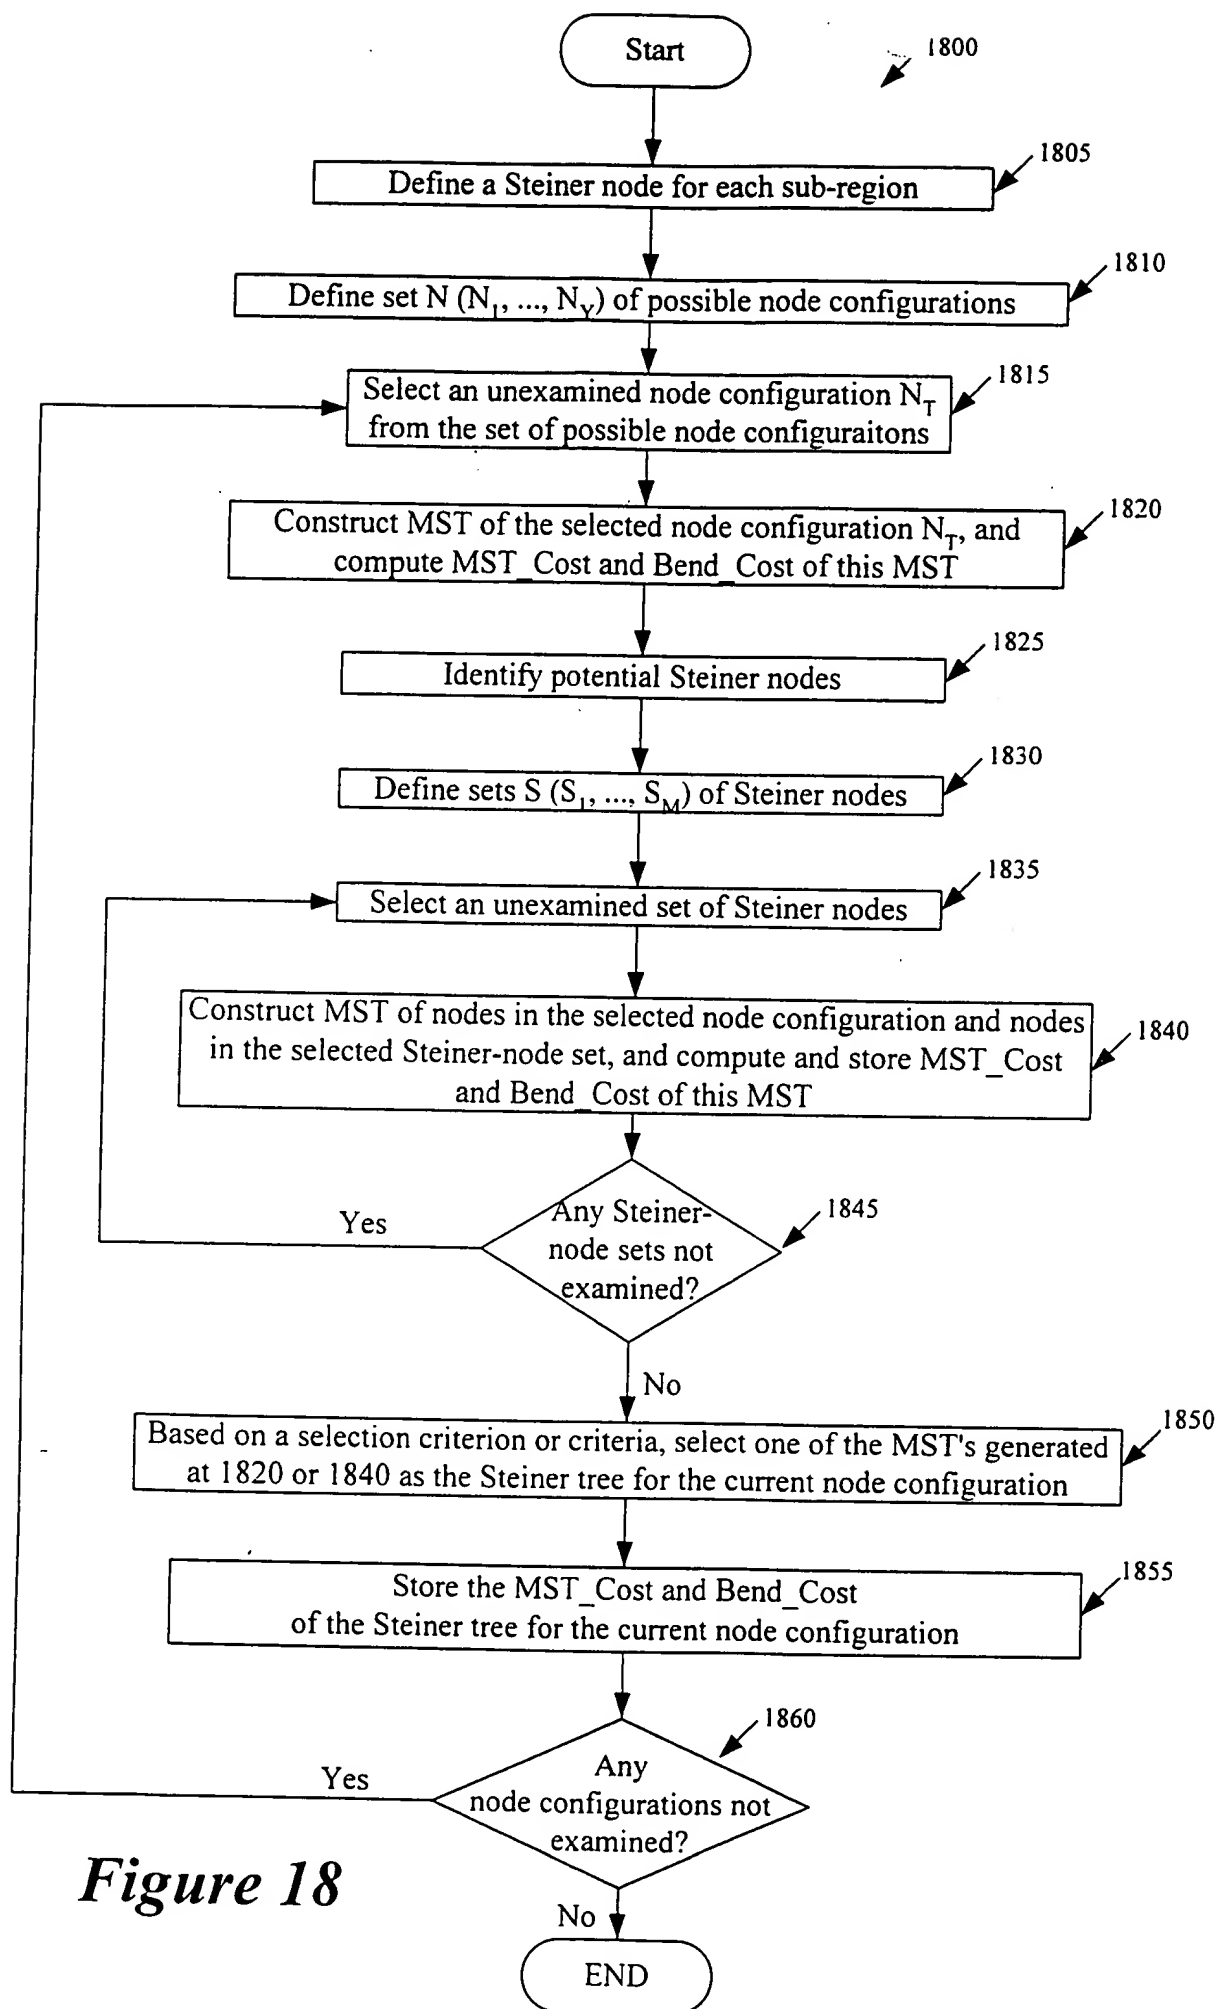 Start
1800
1805
Define a Steiner node for each sub-region
1810
Define set N (N1, ..., NY) of possible node configurations
1815
Select an unexamined node configuration NT
from the set of possible node configuraitons
1820
Construct MST of the selected node configuration NT, and
compute MST_Cost and Bend_Cost of this MST
1825
Identify potential Steiner nodes
1830
Define sets S (S1, ..., SM) of Steiner nodes
1835
Select an unexamined set of Steiner nodes
Construct MST of nodes in the selected node configuration and nodes
in the selected Steiner-node set, and compute and store MST_Cost
and Bend_Cost of this MST
1840
Any Steiner-
node sets not
examined?
1845
Yes
No
1850
Based on a selection criterion or criteria, select one of the MST's generated
at 1820 or 1840 as the Steiner tree for the current node configuration
1855
Store the MST_Cost and Bend_Cost
of the Steiner tree for the current node configuration
1860
Any
node configurations not
examined?
Yes
No
END
Figure 18